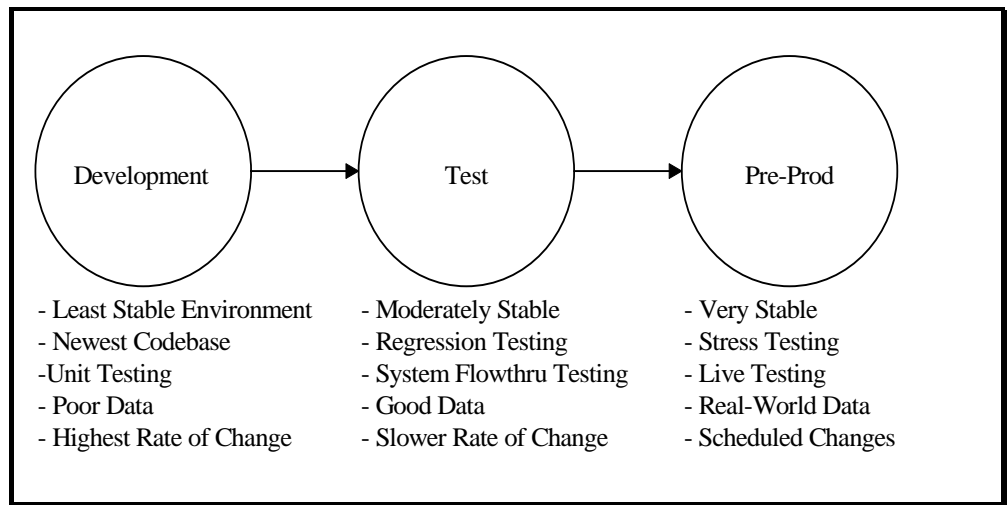 Development
Test
Pre-Prod
- Least Stable Environment
- Newest Codebase
-Unit Testing
- Poor Data
- Highest Rate of Change
- Moderately Stable
- Regression Testing
- System Flowthru Testing
- Good Data
- Slower Rate of Change
- Very Stable
- Stress Testing
- Live Testing
- Real-World Data
- Scheduled Changes